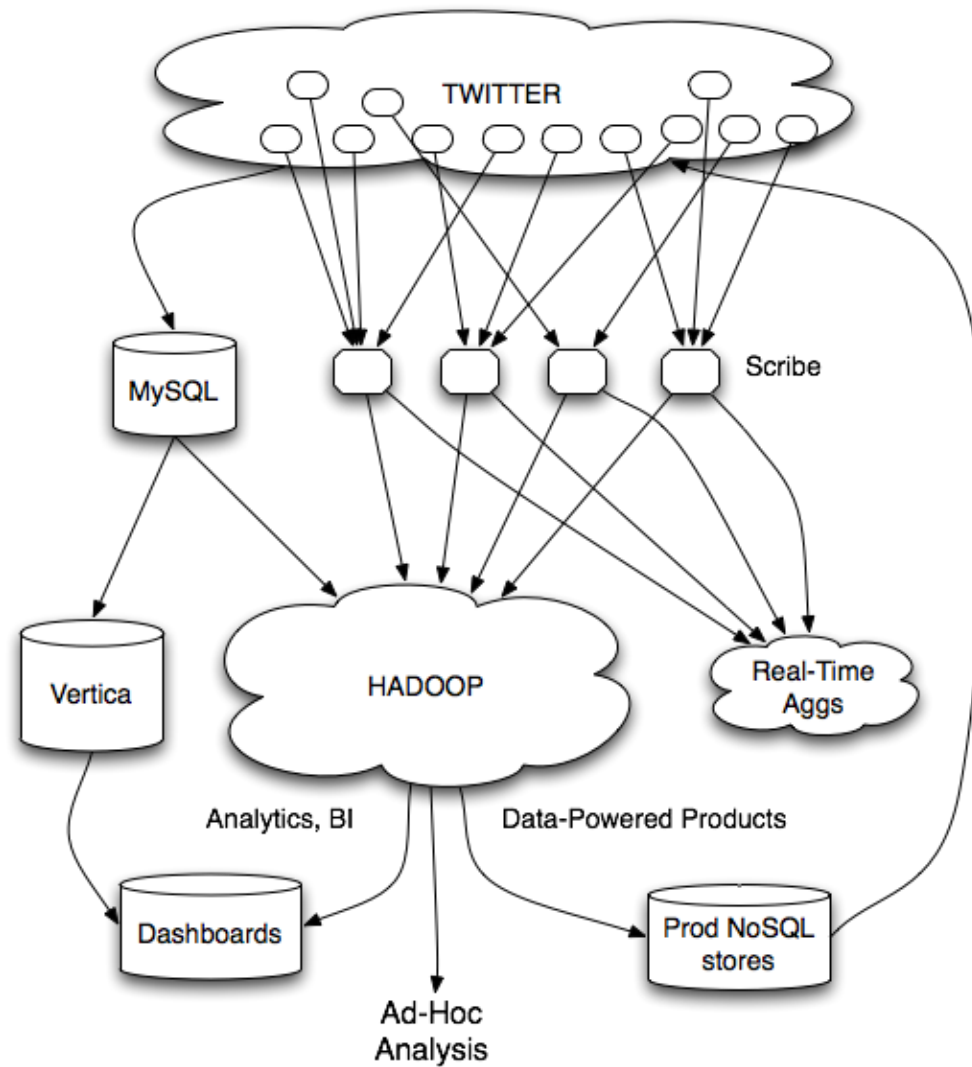 TWITTER
MySQL
Scribe
Vertica
HADOOP
Real-Time
Aggs
Analytics, BI
Data-Powered Products
Dashboards
Prod NoSQL
stores
Ad-Hoc
Analysis